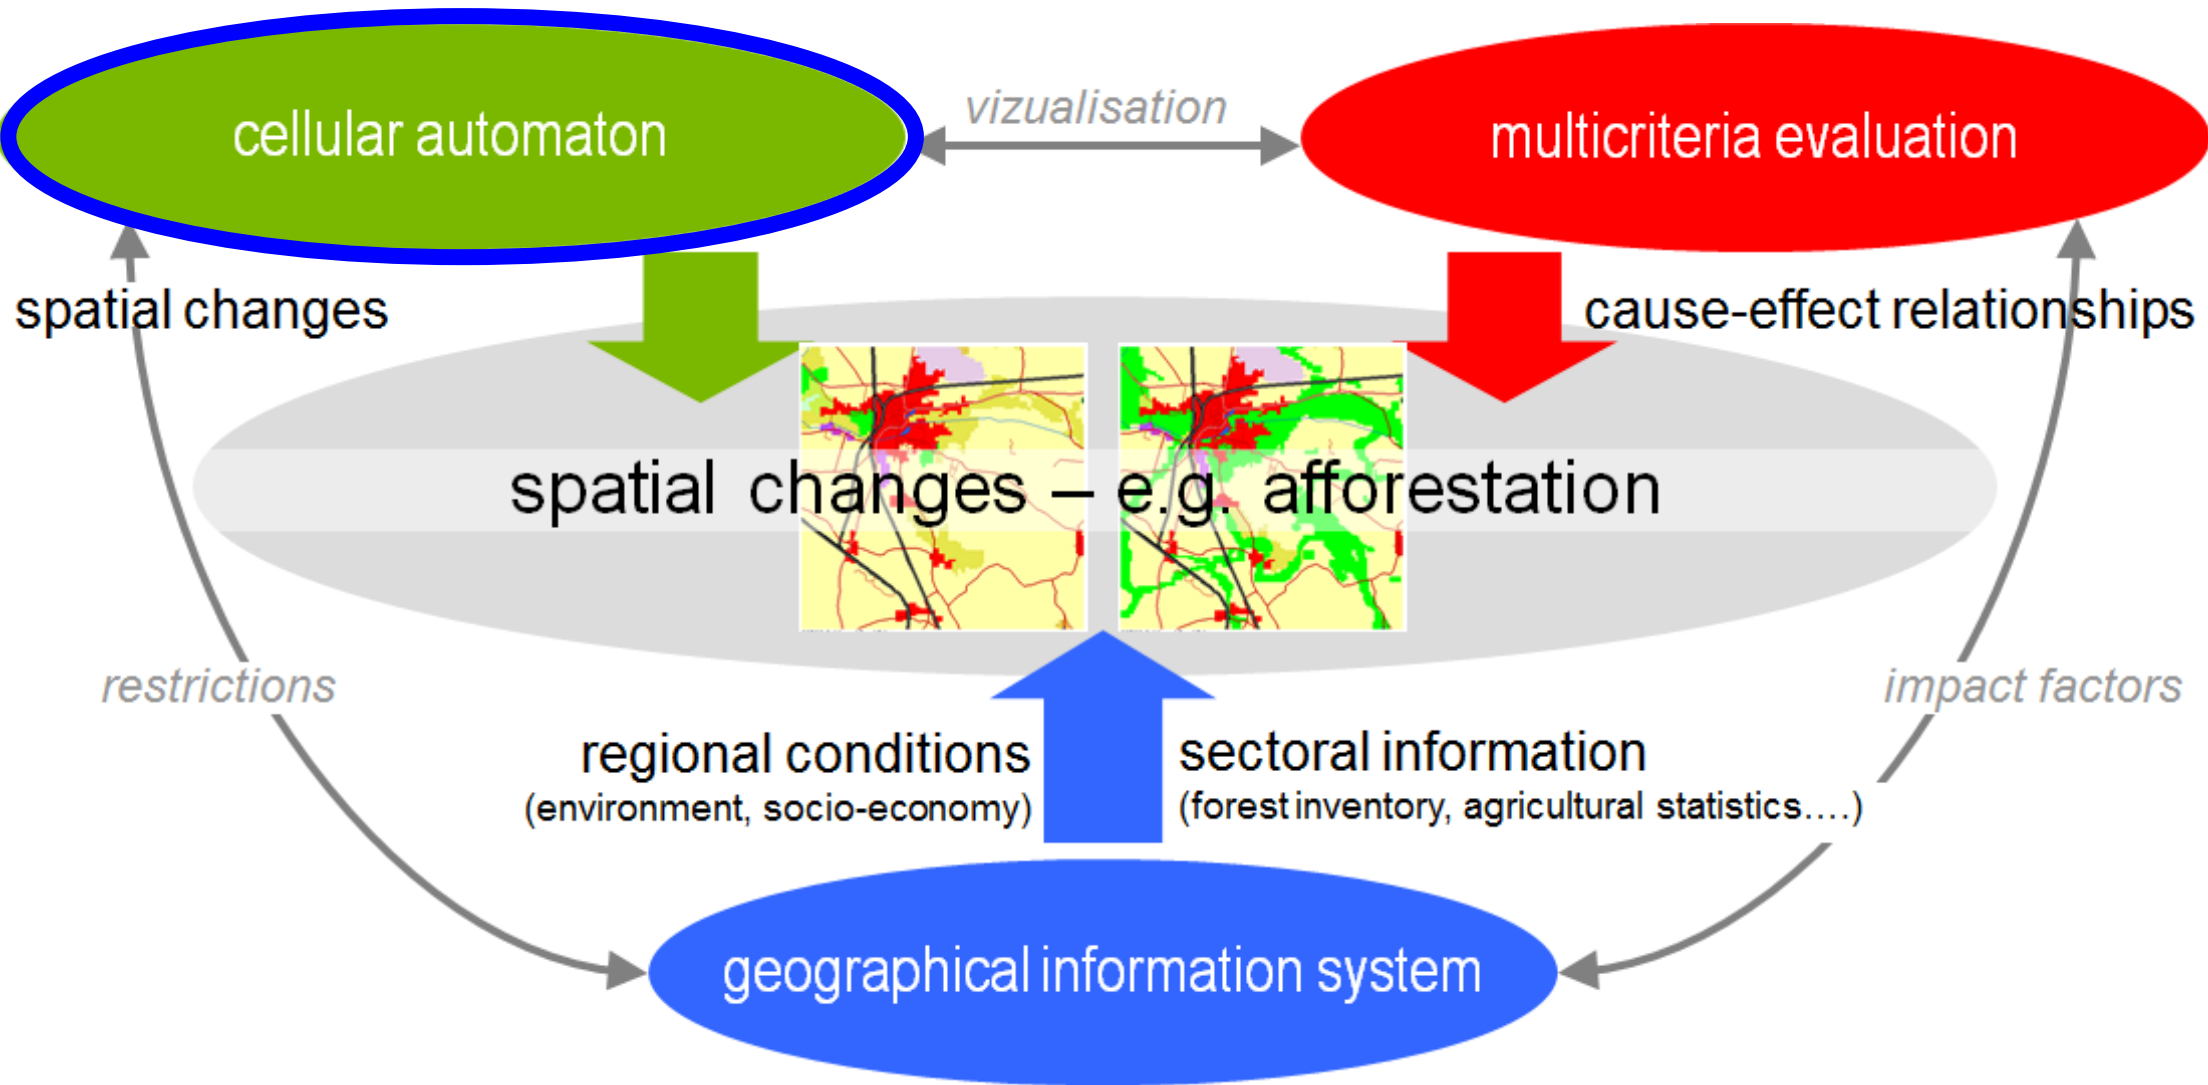 cellular automaton
vizualisation
multicriteria evaluation
spatial changes
cause-effect relationships
spatial changes – e.g. afforestation
restrictions
impact factors
regional conditions
(environment, socio-economy)
sectoral information
(forest inventory, agricultural statistics....)
geographical information system